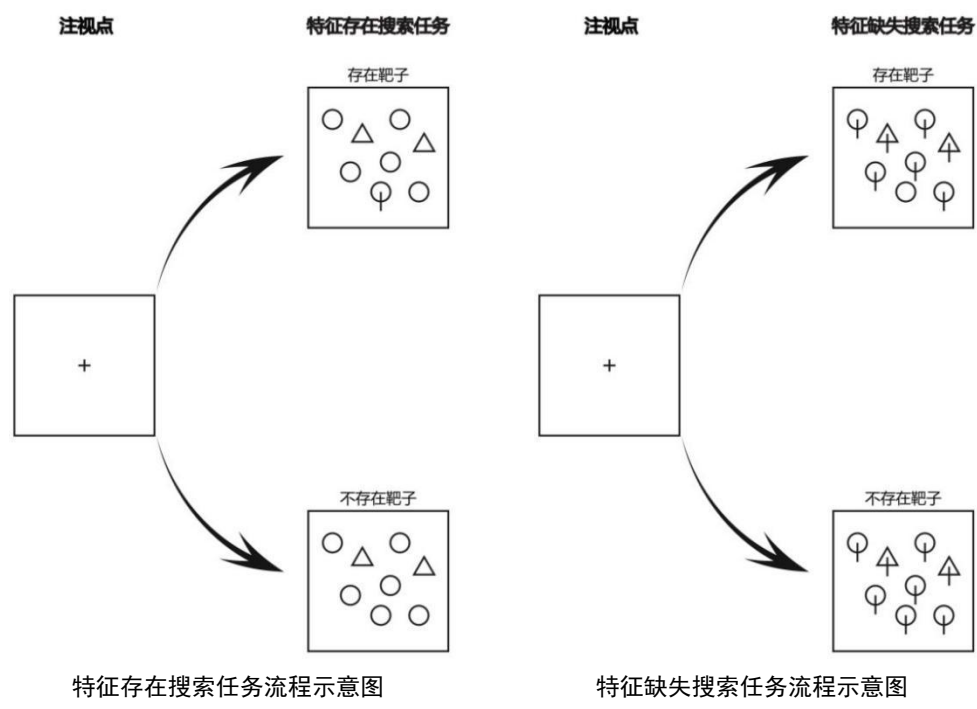 注视点
特征存在搜索任务
注视点
特征缺失搜索任务
存在靶子
存在靶子
不存在靶子
不存在靶子
特征存在搜索任务流程示意图
特征缺失搜索任务流程示意图